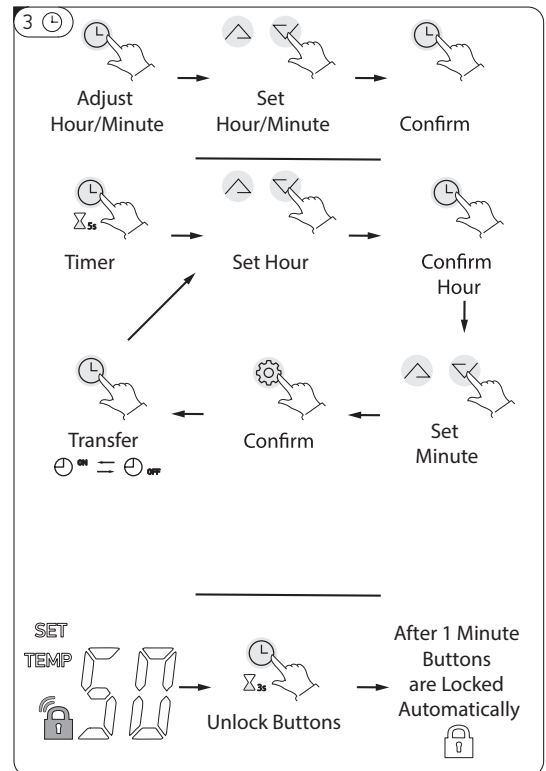 3
Adjust
Hour/Minute
Set
Hour/Minute
Confirm
5s
Timer
Set Hour
Confirm
Hour
Transfer
ON
OFF
Confirm
Set
Minute
SET
TEMP
50
3s
Unlock Buttons
After 1 Minute
Buttons
are Locked
Automatically